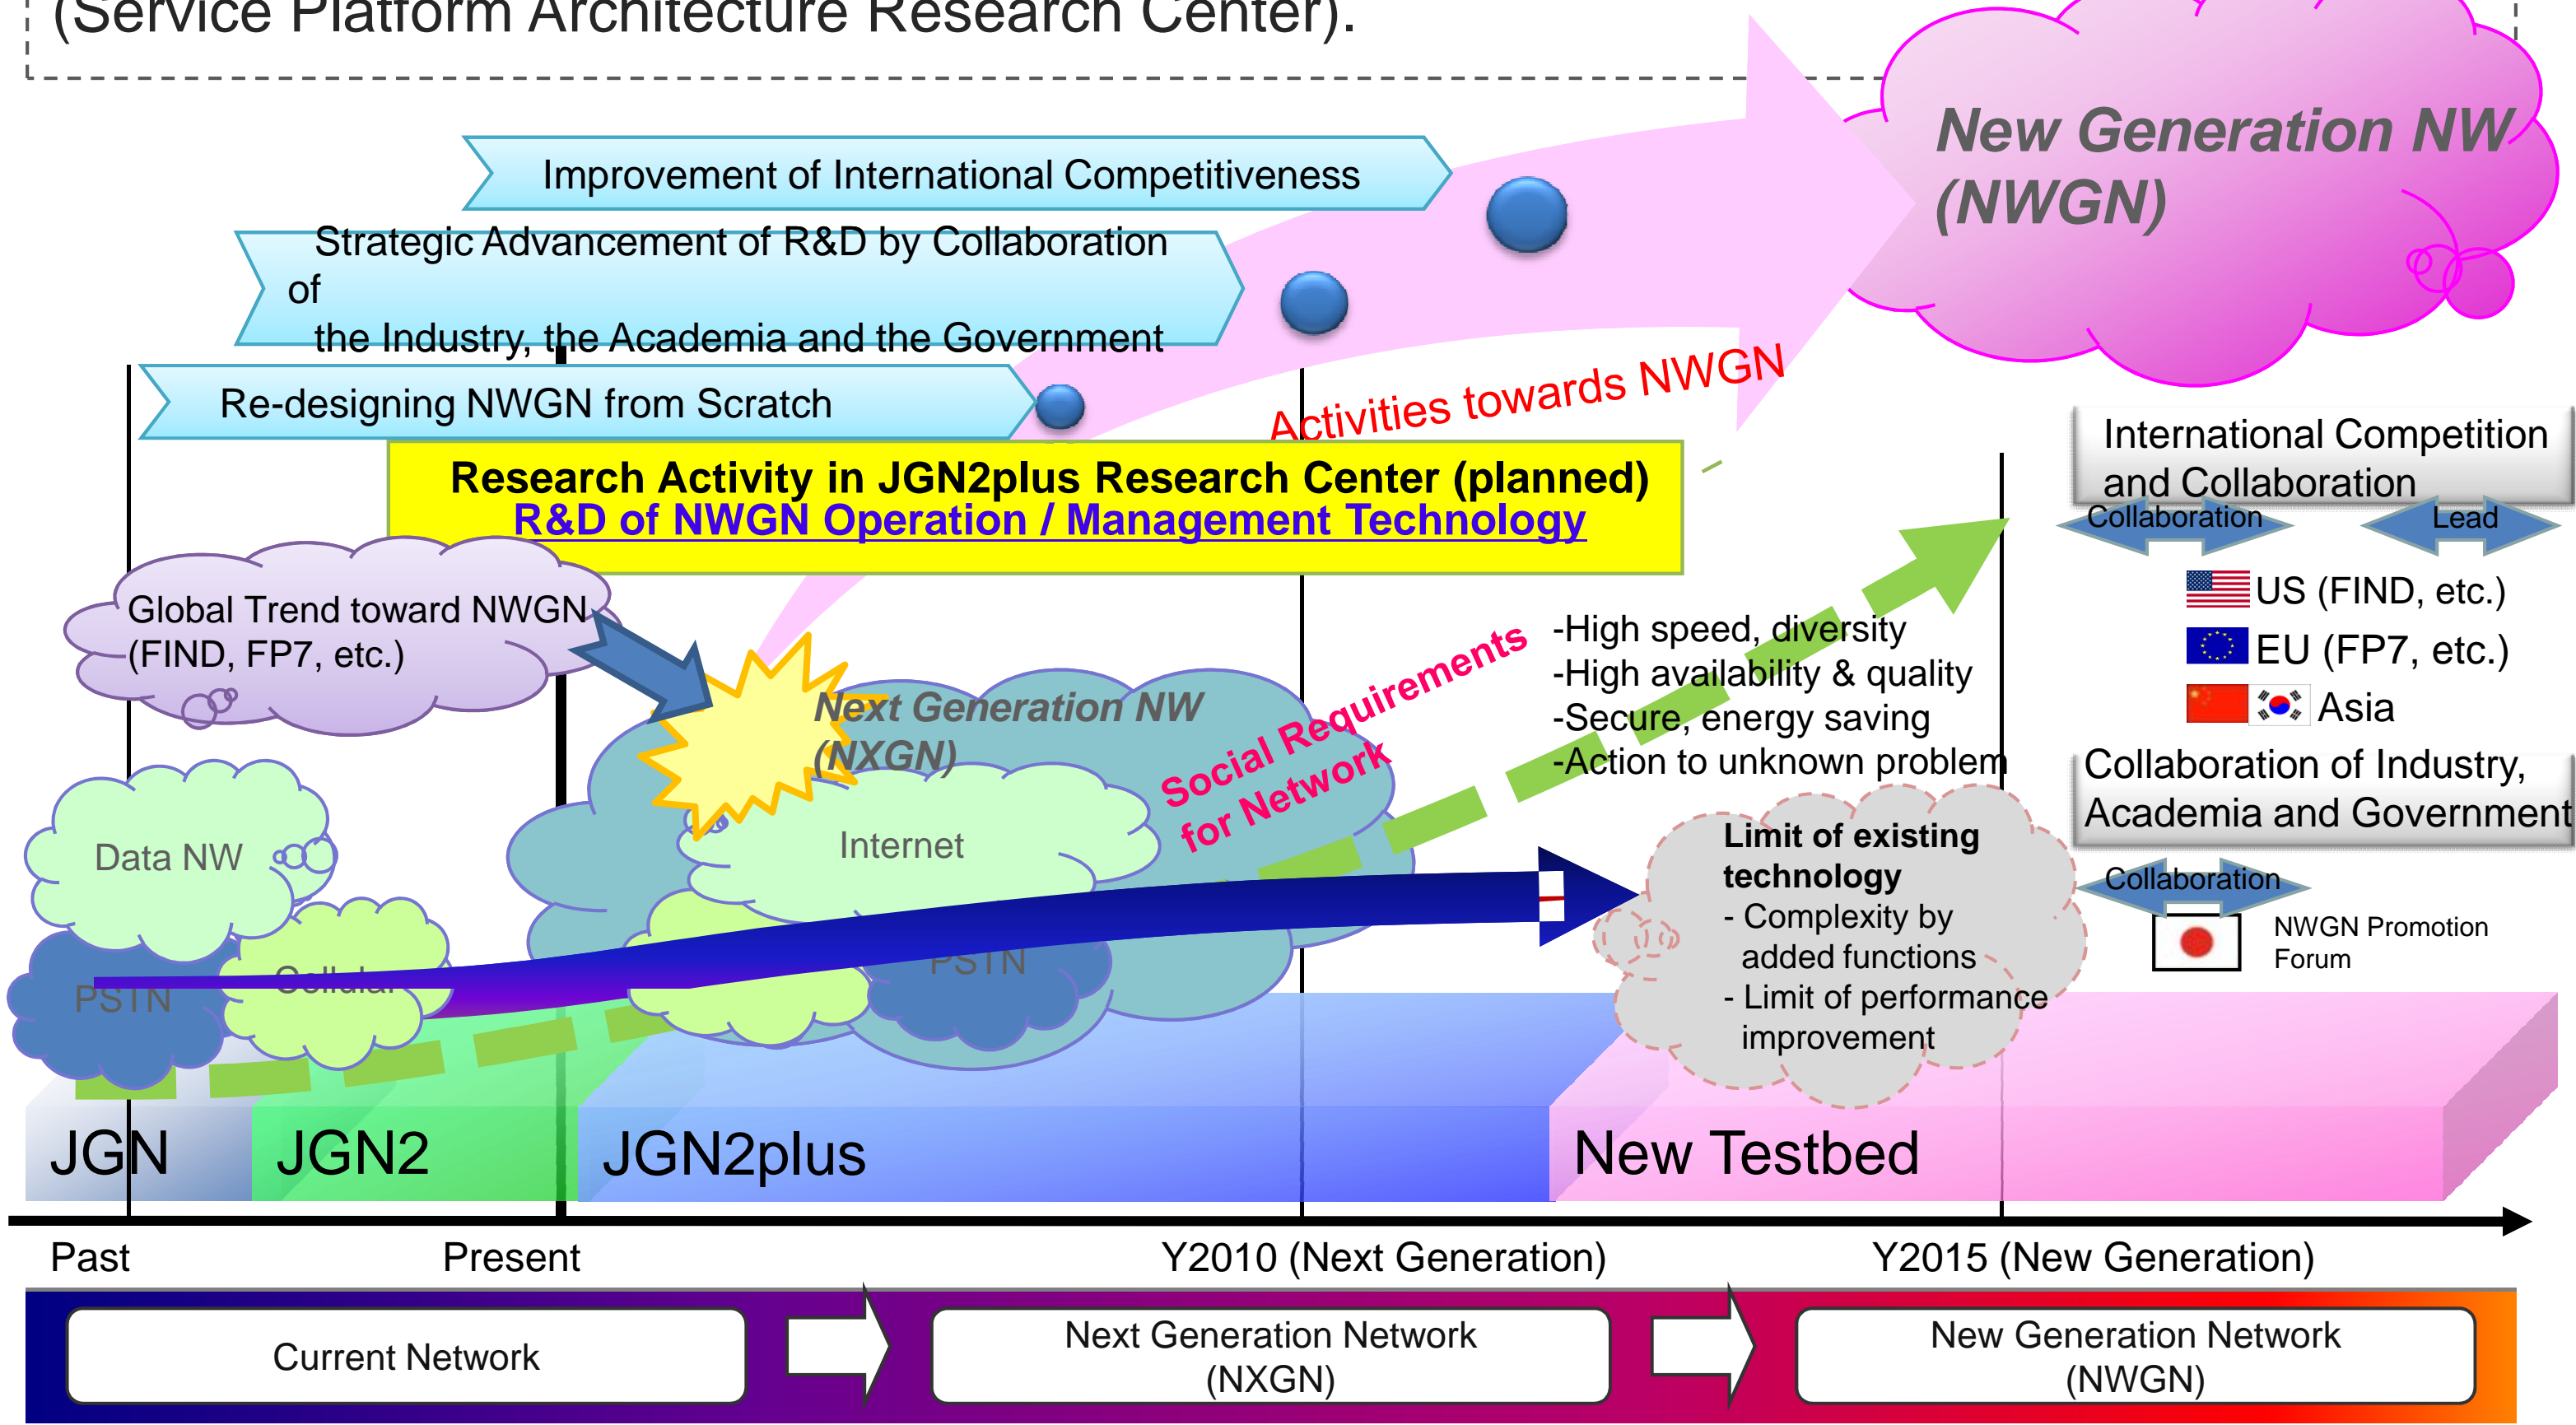 (Service Platform Architecture Research Center).
New Generation NW
(NWGN)
Improvement of International Competitiveness
Strategic Advancement of R&D by Collaboration
of
the Industry, the Academia and the Government
Re-designing NWGN from Scratch
Activities towards NWGN
Research Activity in JGN2plus Research Center (planned)
R&D of NWGN Operation / Management Technology
International Competition
and Collaboration
Collaboration
Lead
US (FIND, etc.)
EU (FP7, etc.)
Asia
Global Trend toward NWGN
(FIND, FP7, etc.)
-High speed, diversity
-High availability & quality
-Secure, energy saving
-Action to unknown problem
Social Requirements
for Network
Next Generation NW
(NXGN)
Collaboration of Industry,
Academia and Government
Collaboration
NWGN Promotion
Forum
Data NW
Internet
Limit of existing
technology
- Complexity by
added functions
- Limit of performance
improvement
PSTN
Cellular
PSTN
JGN
JGN2
JGN2plus
New Testbed
Past
Present
Y2010 (Next Generation)
Y2015 (New Generation)
Current Network
Next Generation Network
(NXGN)
New Generation Network
(NWGN)